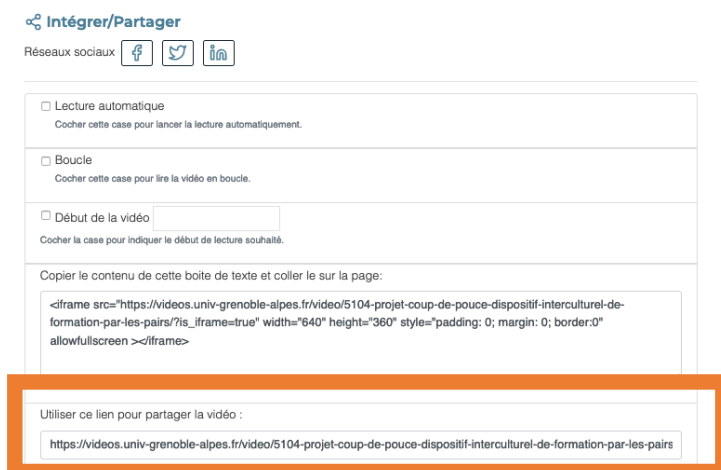 Intégrer/Partager
Réseaux sociaux
Lecture automatique
Cocher cette case pour lancer la lecture automatiquement.
Boucle
Cocher cette case pour lire la vidéo en boucle.
Début de la vidéo
Cocher la case pour indiquer le début de lecture souhaité.
Copier le contenu de cette boite de texte et coller le sur la page:
<iframe src="https://videos.univ-grenoble-alpes.fr/video/5104-projet-coup-de-pouce-dispositif-interculturel-de-
formation-par-les-pairs/?is_iframe=true" width="640" height="360" style="padding: 0; margin: 0; border:0"
allowfullscreen ></iframe>
Utiliser ce lien pour partager la vidéo :
https://videos.univ-grenoble-alpes.fr/video/5104-projet-coup-de-pouce-dispositif-interculturel-de-formation-par-les-pairs